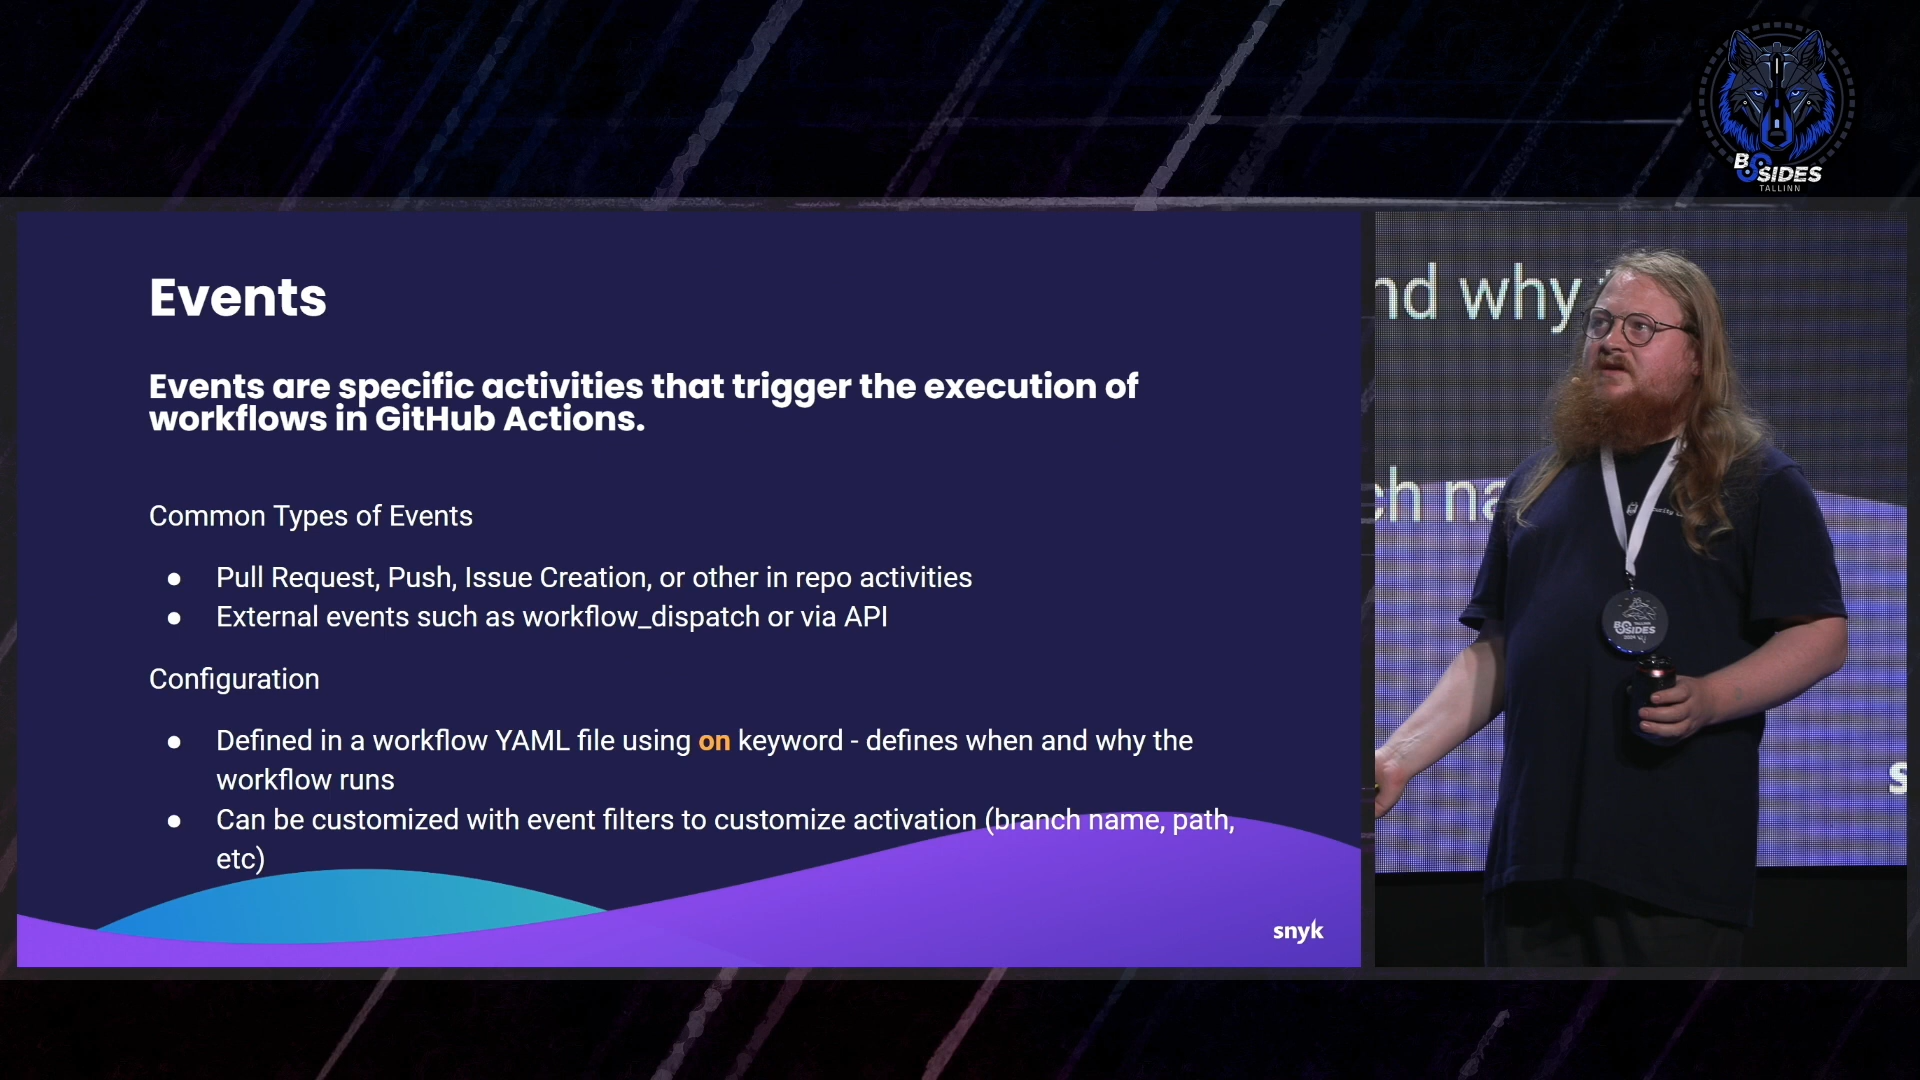 BSIDES
TALLINN
Events
Events are specific activities that trigger the execution of
workflows in GitHub Actions.
Common Types of Events
● Pull Request, Push, Issue Creation, or other in repo activities
● External events such as workflow_dispatch or via API
Configuration
● Defined in a workflow YAML file using on keyword - defines when and why the
workflow runs
● Can be customized with event filters to customize activation (branch name, path,
etc)
snyk
nd why
ch na
BSIDES
s